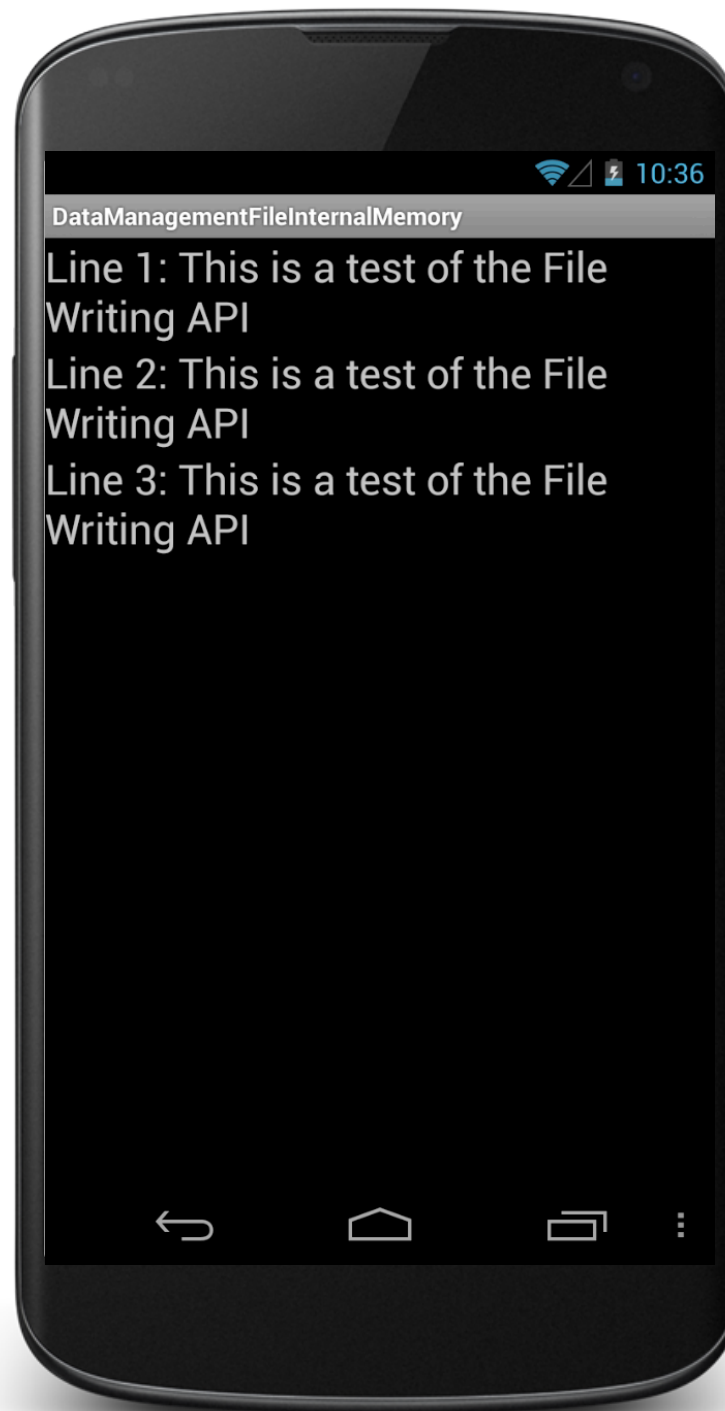 10:36
DataManagementFileInternalMemory
Line 1: This is a test of the File
Writing API
Line 2: This is a test of the File
Writing API
Line 3: This is a test of the File
Writing API